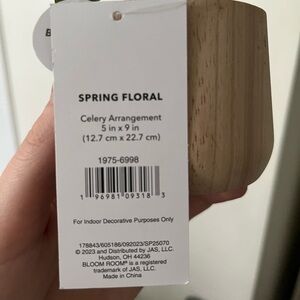 B
SPRING FLORAL
Celery Arrangement
5 in x 9 in
(12.7 cm x 22.7 cm)
1975-6998
1 96981 09318 3
For Indoor Decorative Purposes Only
178843/605186/092023/SP25070
© 2023 and Distributed by JAS, LLC.
Hudson, OH 44236
BLOOM ROOM® is a registered
trademark of JAS, LLC.
Made in China